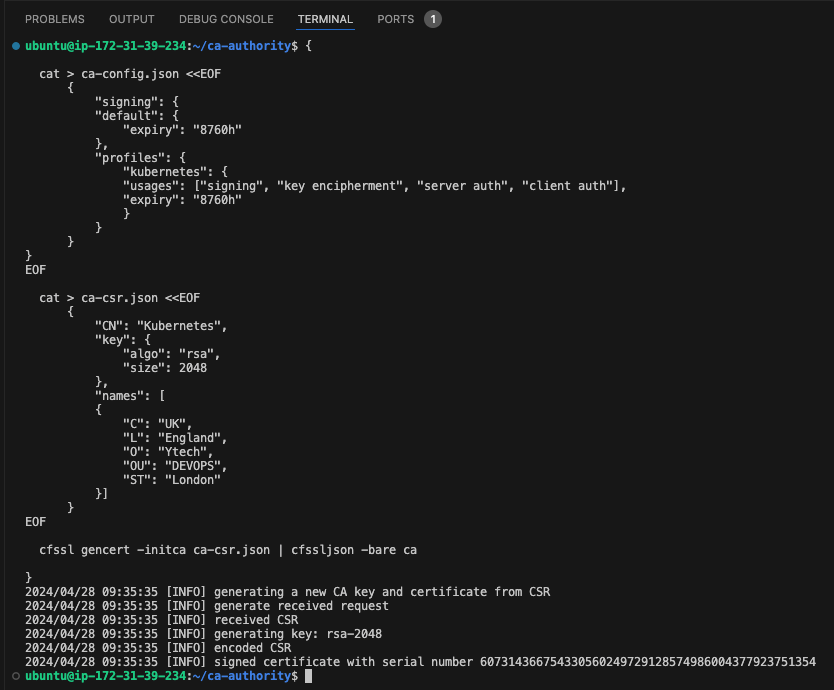 PROBLEMS OUTPUT DEBUG CONSOLE TERMINAL PORTS 1
ubuntu@ip-172-31-39-234:~/ca-authority$ {
cat > ca-config.json <<EOF
{
"signing": {
"default": {
"expiry": "8760h"
},
"profiles": {
"kubernetes": {
"usages": ["signing", "key encipherment", "server auth", "client auth"],
"expiry": "8760h"
}
}
}
}
EOF
cat > ca-csr.json <<EOF
{
"CN": "Kubernetes",
"key": {
"algo": "rsa",
"size": 2048
},
"names": [
{
"C": "UK",
"L": "England",
"O": "Ytech",
"OU": "DEVOPS",
"ST": "London"
}]
}
EOF
cfssl gencert -initca ca-csr.json | cfssljson -bare ca
}
2024/04/28 09:35:35 [INFO] generating a new CA key and certificate from CSR
2024/04/28 09:35:35 [INFO] generate received request
2024/04/28 09:35:35 [INFO] received CSR
2024/04/28 09:35:35 [INFO] generating key: rsa-2048
2024/04/28 09:35:35 [INFO] encoded CSR
2024/04/28 09:35:35 [INFO] signed certificate with serial number 607314366754330560249729128574986004377923751354
ubuntu@ip-172-31-39-234:~/ca-authority$